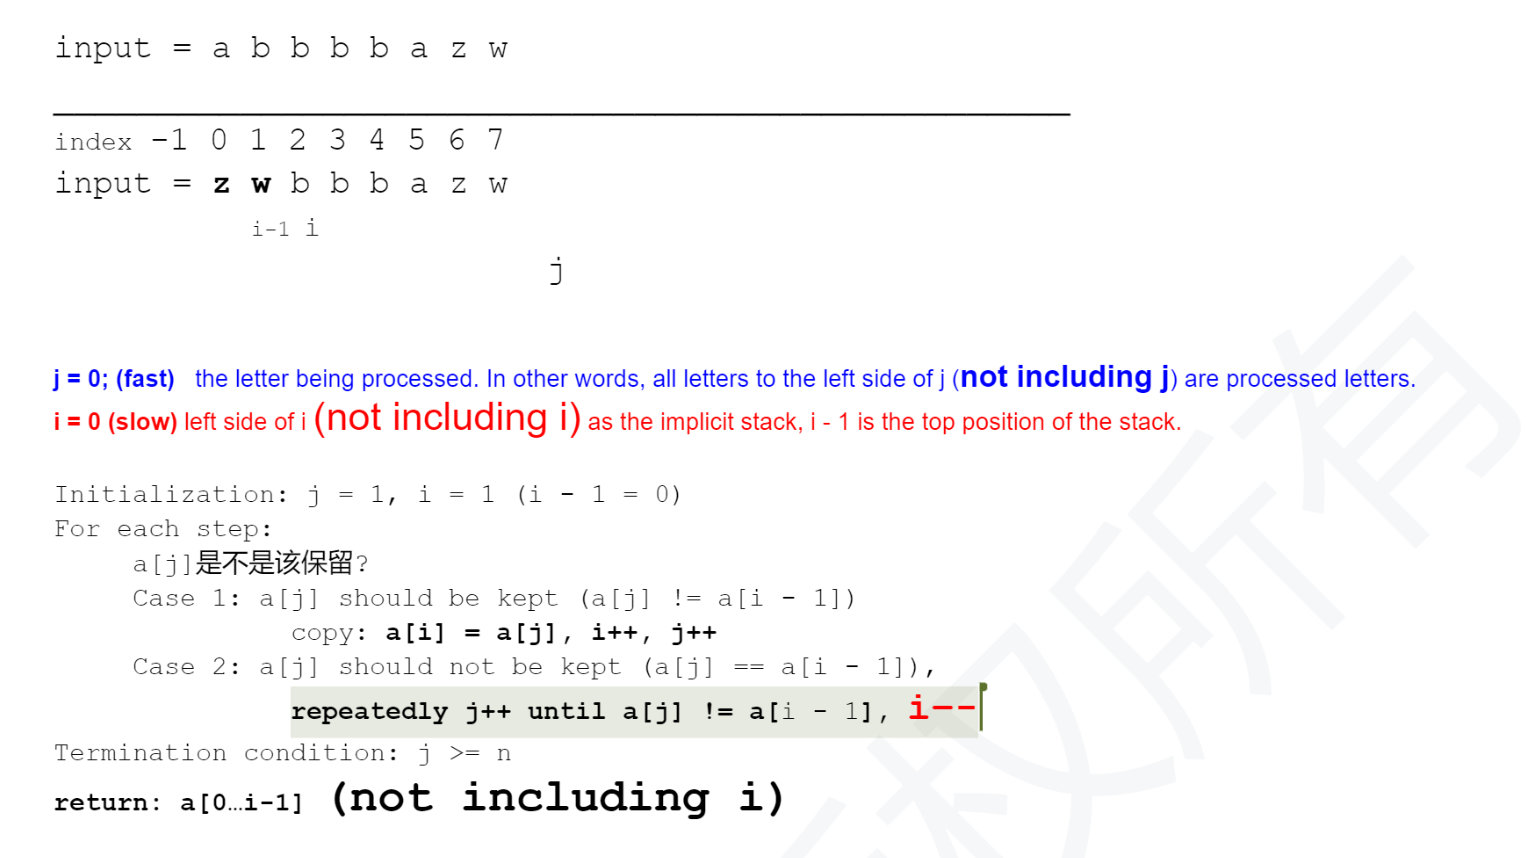 input = a b b b b a z w
index -1 0 1 2 3 4 5 6 7
input = z w b b b a z w
i-1 i
j
j = 0; (fast) the letter being processed. In other words, all letters to the left side of j (not including j) are processed letters.
i = 0 (slow) left side of i (not including i) as the implicit stack, i - 1 is the top position of the stack.
Initialization: j = 1, i = 1 (i - 1 = 0)
For each step:
a[j]是不是该保留?
Case 1: a[j] should be kept (a[j] != a[i - 1])
copy: a[i] = a[j], i++, j++
Case 2: a[j] should not be kept (a[j] == a[i - 1]),
repeatedly j++ until a[j] != a[i - 1], i--
Termination condition: j >= n
return: a[0…i-1] (not including i)
权所有